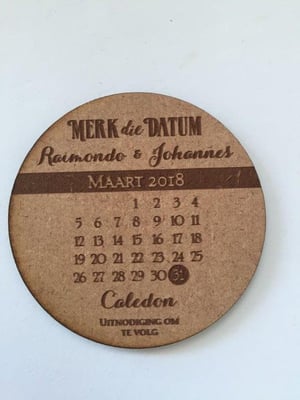 MERK die DATUM
Raimondo & Johannes
MAART 2018
1 2 3 4
5 6 7 8 9 10 11
12 13 14 15 16 17 18
19 20 21 22 23 24 25
26 27 28 29 30 31
Caledon
UITNODIGING OM
TE VOLG